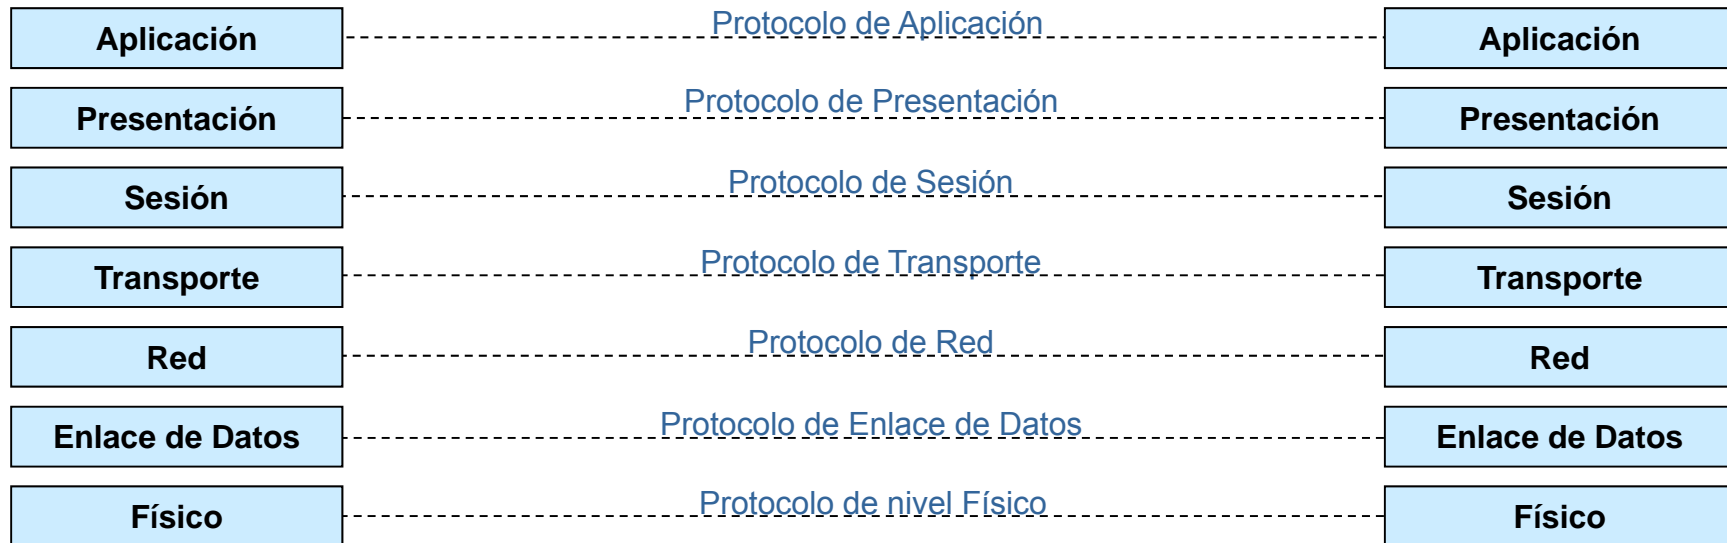 Aplicación Protocolo de Aplicación Aplicación
Presentación Protocolo de Presentación Presentación
Sesión Protocolo de Sesión Sesión
Transporte Protocolo de Transporte Transporte
Red Protocolo de Red Red
Enlace de Datos Protocolo de Enlace de Datos Enlace de Datos
Físico Protocolo de nivel Físico Físico